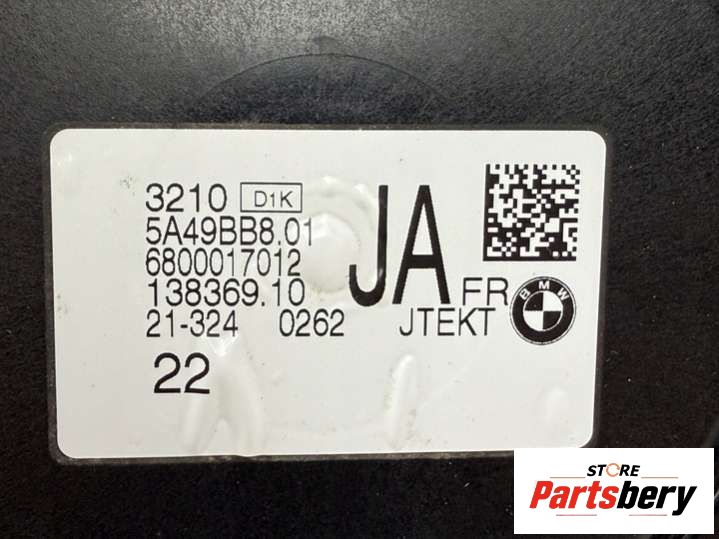 3210 D1K
5A49BB8.01
6800017012
138369.10
21-324 0262
22
JA
FR
JTEKT
BMW
STORE
Partsbery